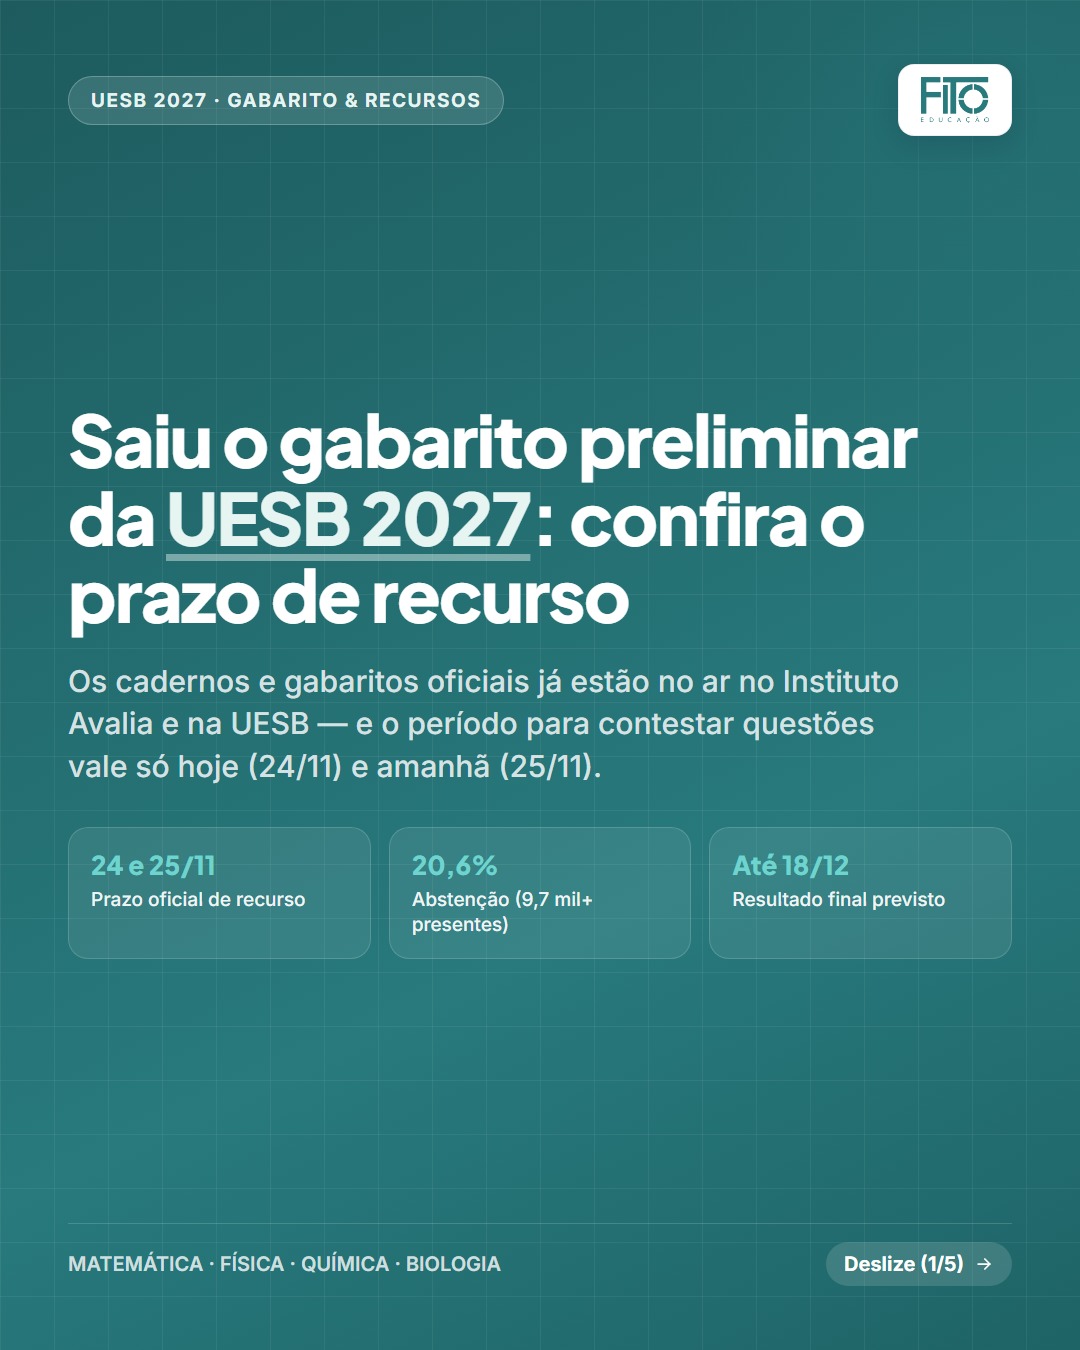 UESB 2027 · GABARITO & RECURSOS
FITO
EDUCAÇÃO
Saiu o gabarito preliminar
da UESB 2027: confira o
prazo de recurso
Os cadernos e gabaritos oficiais já estão no ar no Instituto
Avalia e na UESB — e o período para contestar questões
vale só hoje (24/11) e amanhã (25/11).
24 e 25/11
Prazo oficial de recurso
20,6%
Abstenção (9,7 mil+
presentes)
Até 18/12
Resultado final previsto
MATEMÁTICA · FÍSICA · QUÍMICA · BIOLOGIA
Deslize (1/5) →